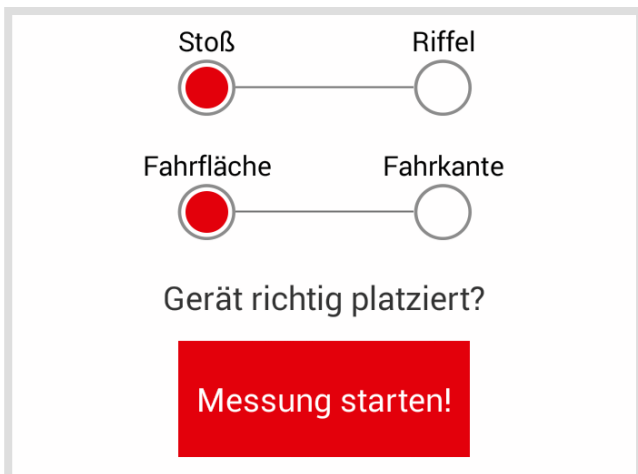 Stoß Riffel
Fahrfläche Fahrkante
Gerät richtig platziert?
Messung starten!